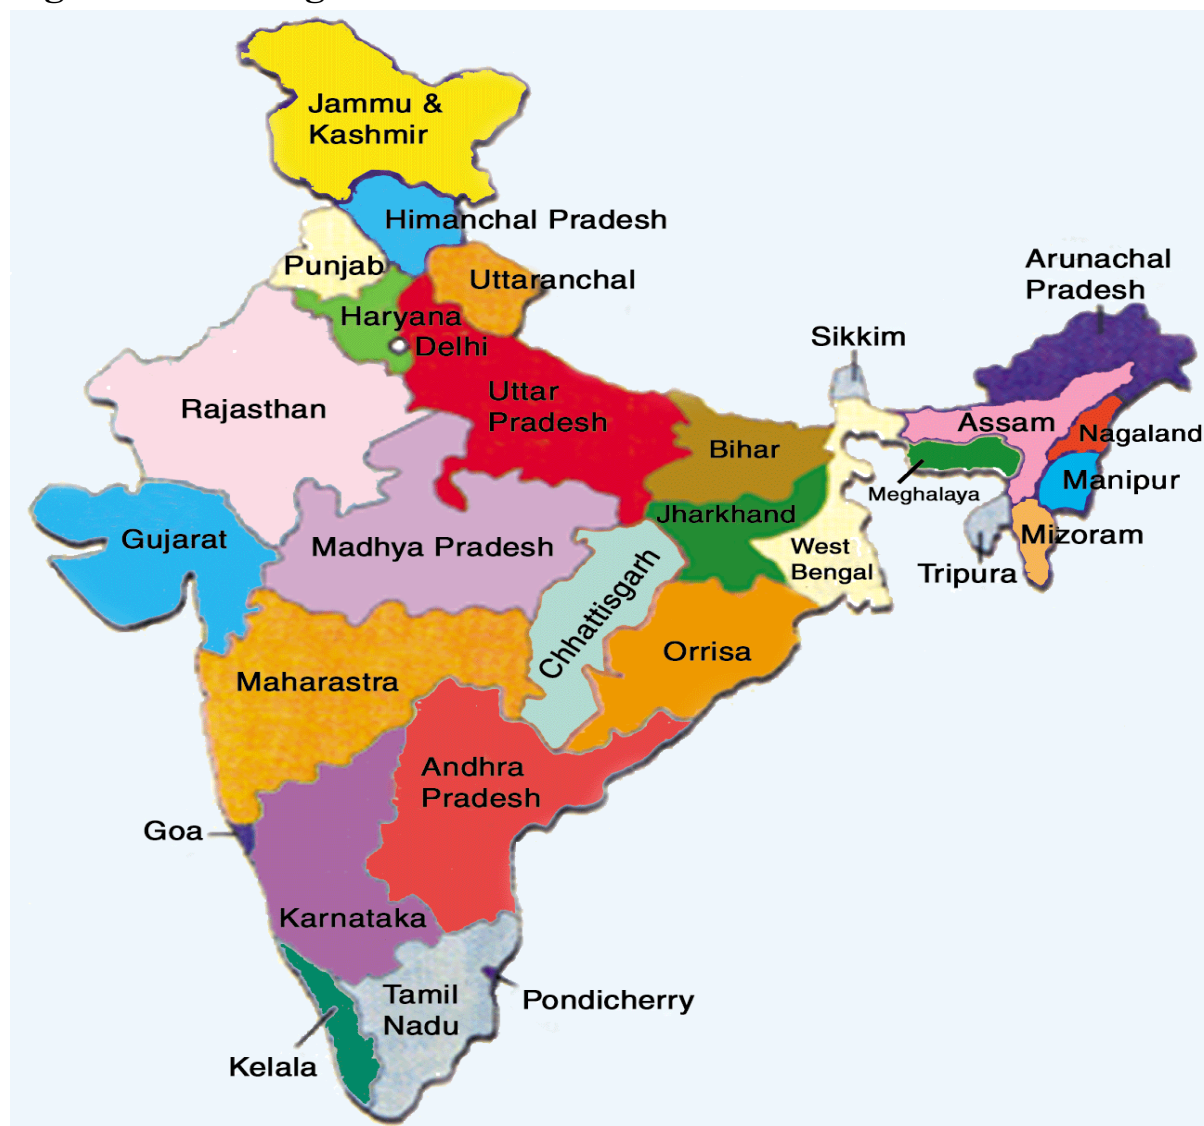 Jammu &
Kashmir
Himanchal Pradesh
Punjab
Uttaranchal
Arunachal
Pradesh
Haryana
Delhi
Sikkim
Uttar
Pradesh
Rajasthan
Assam
Nagaland
Bihar
Meghalaya
Manipur
Jharkhand
Gujarat
Madhya Pradesh
West
Bengal
Mizoram
Tripura
Chhattisgarh
Orrisa
Maharastra
Andhra
Pradesh
Goa
Karnataka
Tamil
Nadu
Pondicherry
Kelala